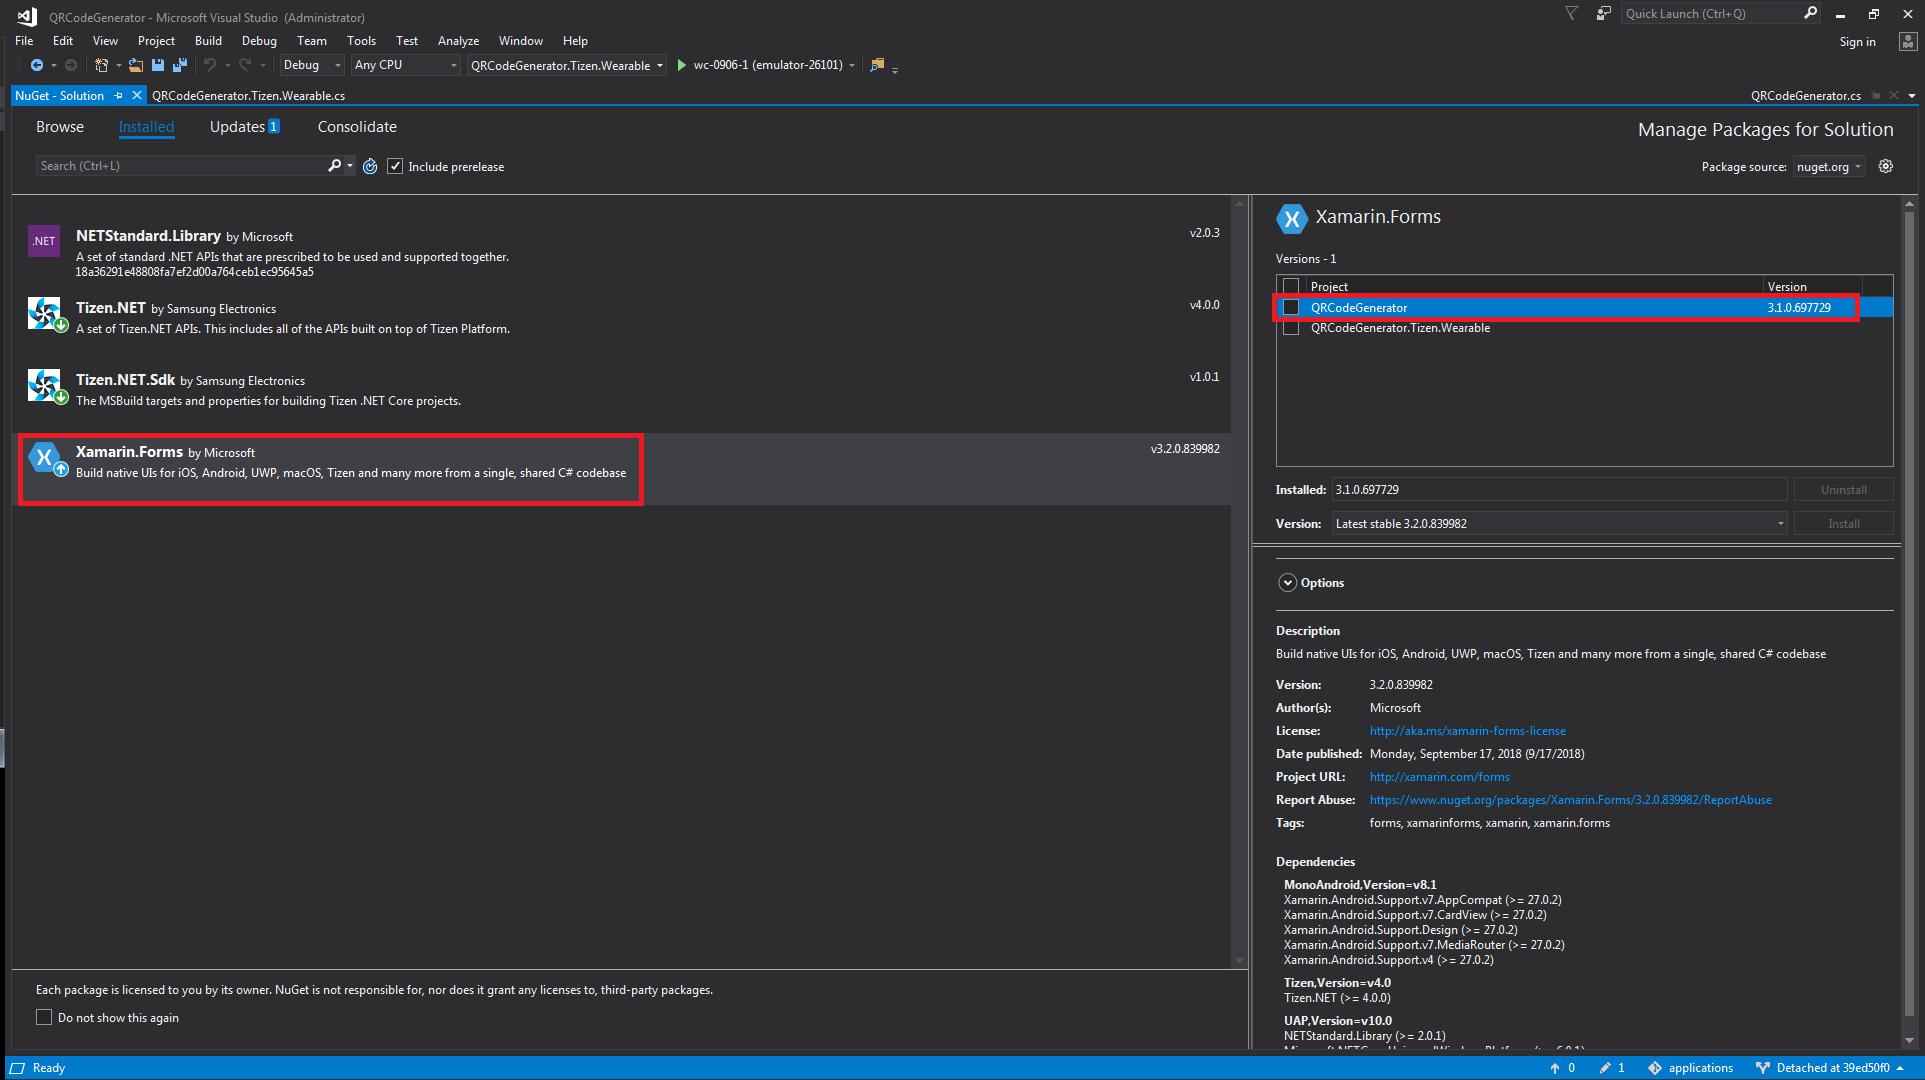 QRCodeGenerator - Microsoft Visual Studio (Administrator)
Quick Launch (Ctrl+Q)
File Edit View Project Build Debug Team Tools Test Analyze Window Help
Sign in
Debug Any CPU QRCodeGenerator.Tizen.Wearable wc-0906-1 (emulator-26101)
NuGet - Solution QRCodeGenerator.Tizen.Wearable.cs QRCodeGenerator.cs
Browse Installed Updates 1 Consolidate
Manage Packages for Solution
Search (Ctrl+L) Include prerelease
Package source: nuget.org
.NET
NETStandard.Library by Microsoft
v2.0.3
A set of standard .NET APIs that are prescribed to be used and supported together.
18a36291e48808fa7ef2d00a764ceb1ec95645a5
Tizen.NET by Samsung Electronics
v4.0.0
A set of Tizen.NET APIs. This includes all of the APIs built on top of Tizen Platform.
Tizen.NET.Sdk by Samsung Electronics
v1.0.1
The MSBuild targets and properties for building Tizen .NET Core projects.
Xamarin.Forms by Microsoft
v3.2.0.839982
Build native UIs for iOS, Android, UWP, macOS, Tizen and many more from a single, shared C# codebase
Each package is licensed to you by its owner. NuGet is not responsible for, nor does it grant any licenses to, third-party packages.
Do not show this again
Xamarin.Forms
Versions - 1
Project Version
QRCodeGenerator 3.1.0.697729
QRCodeGenerator.Tizen.Wearable
Installed: 3.1.0.697729 Uninstall
Version: Latest stable 3.2.0.839982 Install
Options
Description
Build native UIs for iOS, Android, UWP, macOS, Tizen and many more from a single, shared C# codebase
Version: 3.2.0.839982
Author(s): Microsoft
License: http://aka.ms/xamarin-forms-license
Date published: Monday, September 17, 2018 (9/17/2018)
Project URL: http://xamarin.com/forms
Report Abuse: https://www.nuget.org/packages/Xamarin.Forms/3.2.0.839982/ReportAbuse
Tags: forms, xamarinforms, xamarin, xamarin.forms
Dependencies
MonoAndroid,Version=v8.1
Xamarin.Android.Support.v7.AppCompat (>= 27.0.2)
Xamarin.Android.Support.v7.CardView (>= 27.0.2)
Xamarin.Android.Support.Design (>= 27.0.2)
Xamarin.Android.Support.v7.MediaRouter (>= 27.0.2)
Xamarin.Android.Support.v4 (>= 27.0.2)
Tizen,Version=v4.0
Tizen.NET (>= 4.0.0)
UAP,Version=v10.0
NETStandard.Library (>= 2.0.1)
Ready
0 1 applications Detached at 39ed50f0